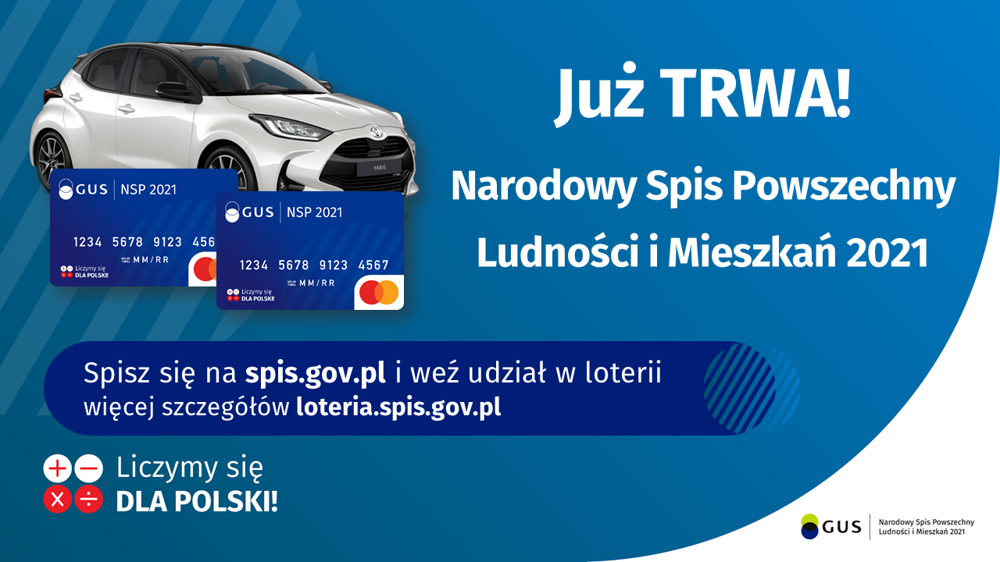 Już TRWA!
Narodowy Spis Powszechny
Ludności i Mieszkań 2021
YARIS
GUS NSP 2021
1234 5678 9123 456
VALID THRU MM/RR
Liczymy się
DLA POLSKI!
GUS NSP 2021
1234 5678 9123 4567
VALID THRU MM/RR
Liczymy się
DLA POLSKI!
Spisz się na spis.gov.pl i weź udział w loterii
więcej szczegółów loteria.spis.gov.pl
+ −
x ÷
Liczymy się
DLA POLSKI!
GUS
Narodowy Spis Powszechny
Ludności i Mieszkań 2021